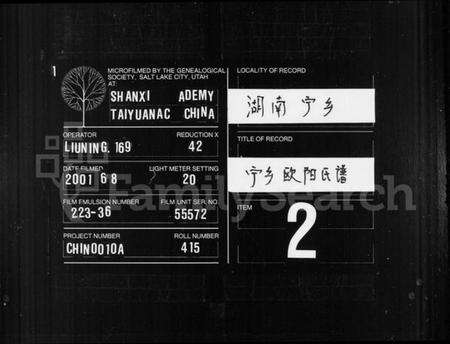 1
MICROFILMED BY THE GENEALOGICAL
SOCIETY, SALT LAKE CITY, UTAH
AT:
SHANXI ADEMY
TAIYUANAC CHINA
OPERATOR
REDUCTION X
LIUNING. 169
42
DATE FILMED
LIGHT METER SETTING
2001 6 8
20
FILM EMULSION NUMBER
FILM UNIT SER. NO.
223-36
55572
PROJECT NUMBER
ROLL NUMBER
CHIN0010A
415
LOCALITY OF RECORD
湖南 宁乡
TITLE OF RECORD
宁乡欧阳氏谱
ITEM
2
FamilySearch